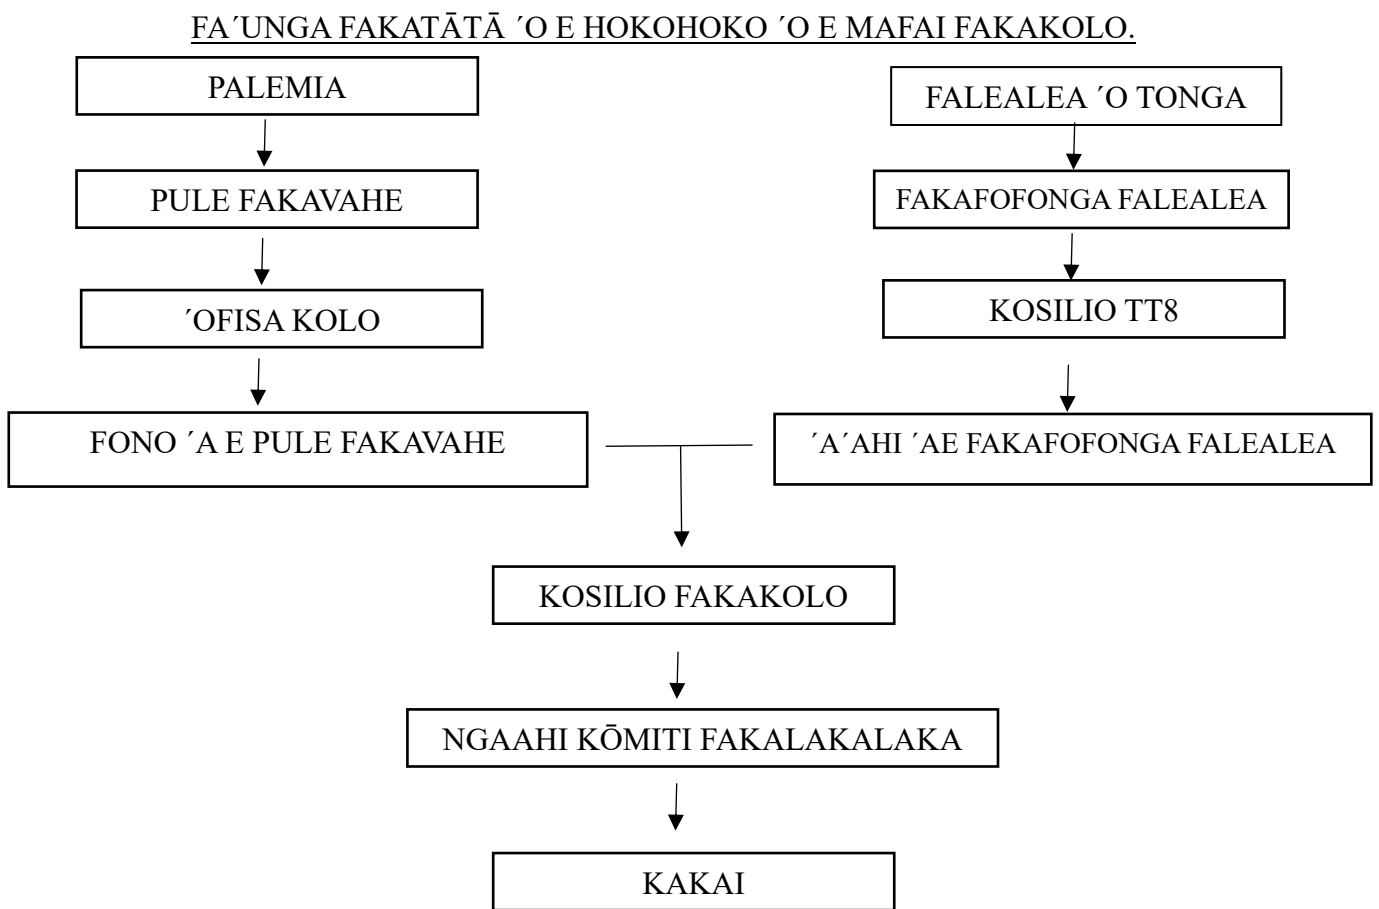 FA´UNGA FAKATĀTĀ ´O E HOKOHOKO ´O E MAFAI FAKAKOLO.
PALEMIA
FALEALEA ´O TONGA
PULE FAKAVAHE
FAKAFOFONGA FALEALEA
´OFISA KOLO
KOSILIO TT8
FONO ´A E PULE FAKAVAHE
´A´AHI ´AE FAKAFOFONGA FALEALEA
KOSILIO FAKAKOLO
NGAAHI KŌMITI FAKALAKALAKA
KAKAI